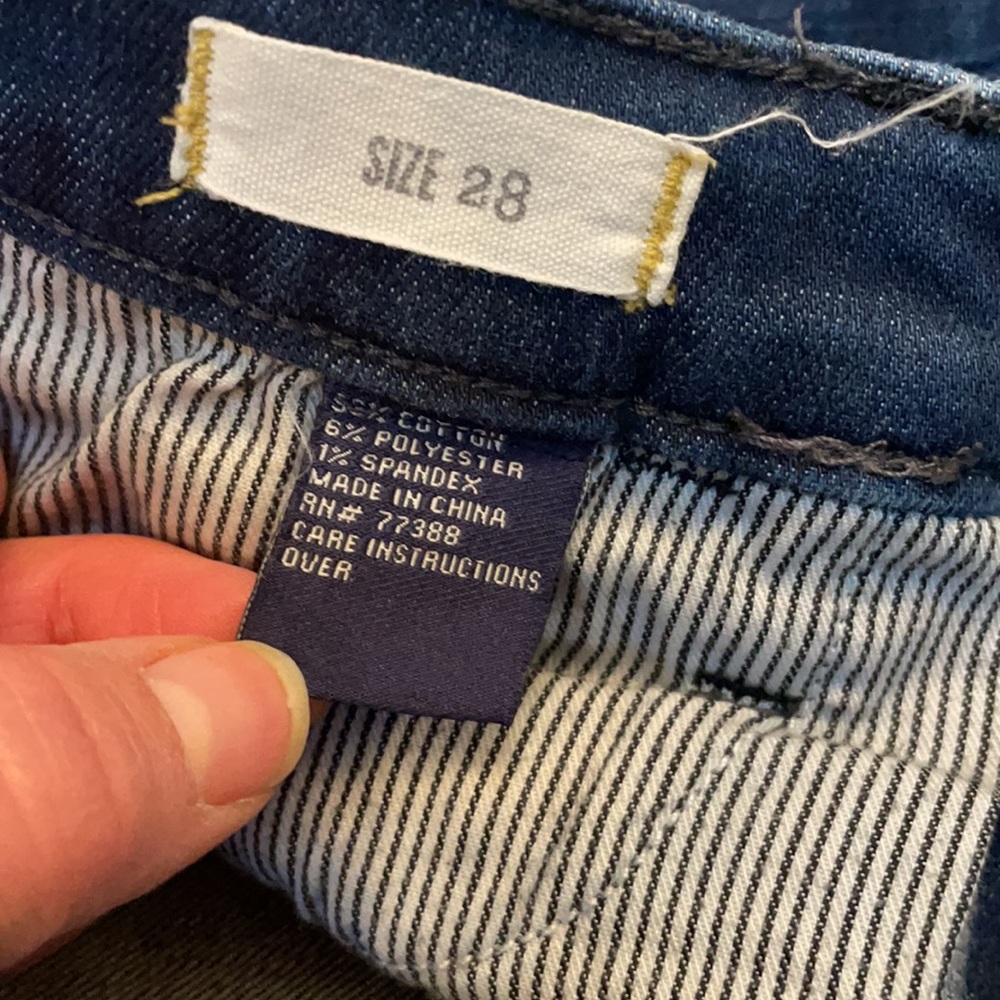 SIZE 28
COTTON
6% POLYESTER
1% SPANDEX
MADE IN CHINA
RN# 77388
CARE INSTRUCTIONS
OVER